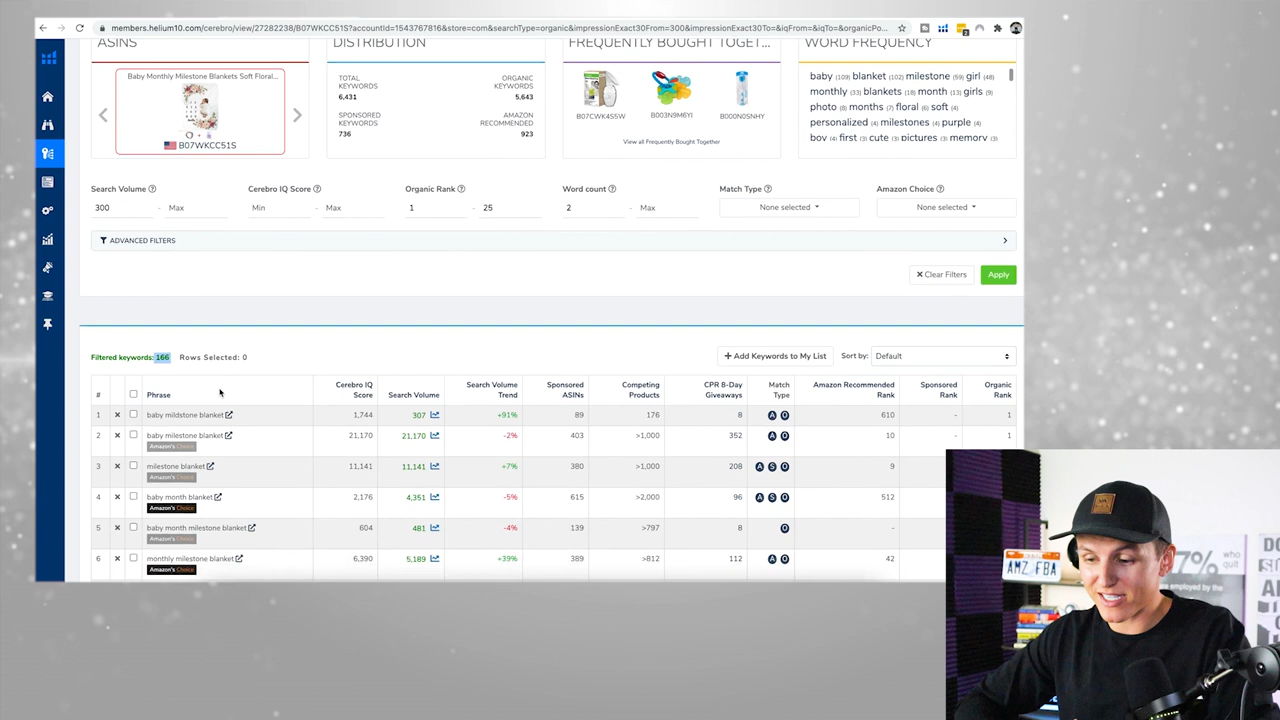 members.helium10.com/cerebro/view/27282238/B07WKCC51S?accountId=1543767816&store=com&searchType=organic&impressionExact30From=300&impressionExact30To=&iqFrom=&iqTo=&organicPo...
ASINS
DISTRIBUTION
FREQUENTLY BOUGHT TOGET...
WORD FREQUENCY
Baby Monthly Milestone Blankets Soft Floral...
B07WKCC51S
TOTAL KEYWORDS
6,431
ORGANIC KEYWORDS
5,643
SPONSORED KEYWORDS
736
AMAZON RECOMMENDED
923
B07CWK4S5W B003N9M6YI B000N0SNHY
View all Frequently Bought Together
baby (109) blanket (102) milestone (59) girl (48)
monthly (33) blankets (18) month (13) girls (9)
photo (8) months (7) floral (6) soft (4)
personalized (4) milestones (4) purple (4)
boy (4) first (3) cute (3) pictures (3) memory (3)
Search Volume Cerebro IQ Score Organic Rank Word count Match Type Amazon Choice
300 - Max Min - Max 1 - 25 2 - Max None selected None selected
ADVANCED FILTERS
Clear Filters Apply
Filtered keywords: 166 Rows Selected: 0
+ Add Keywords to My List Sort by: Default
# Phrase Cerebro IQ Score Search Volume Search Volume Trend Sponsored ASINs Competing Products CPR 8-Day Giveaways Match Type Amazon Recommended Rank Sponsored Rank Organic Rank
1 baby mildstone blanket 1,744 307 +91% 89 176 8 A O 610 - 1
2 baby milestone blanket 21,170 21,170 -2% 403 >1,000 352 A O 10 - 1
Amazon's Choice
3 milestone blanket 11,141 11,141 +7% 380 >1,000 208 A S O 9
Amazon's Choice
4 baby month blanket 2,176 4,351 -5% 615 >2,000 96 A S O 512
Amazon's Choice
5 baby month milestone blanket 604 481 -4% 139 >797 8 O -
Amazon's Choice
6 monthly milestone blanket 6,390 5,189 +39% 389 >812 112 A O 42
Amazon's Choice
AMZ FBA
7% who
quit
employed by the